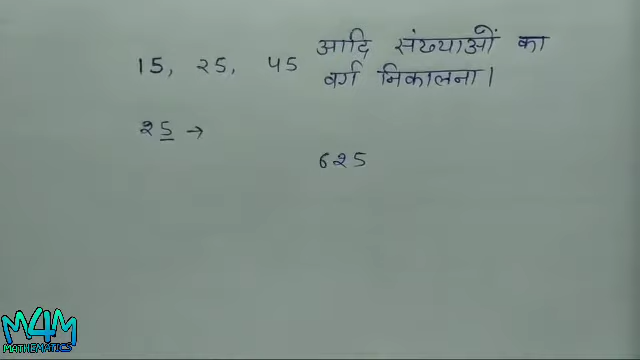 15, 25, 45 आदि संख्याओं का
वर्ग निकालना।
25 →
625
M4M
MATHEMATICS